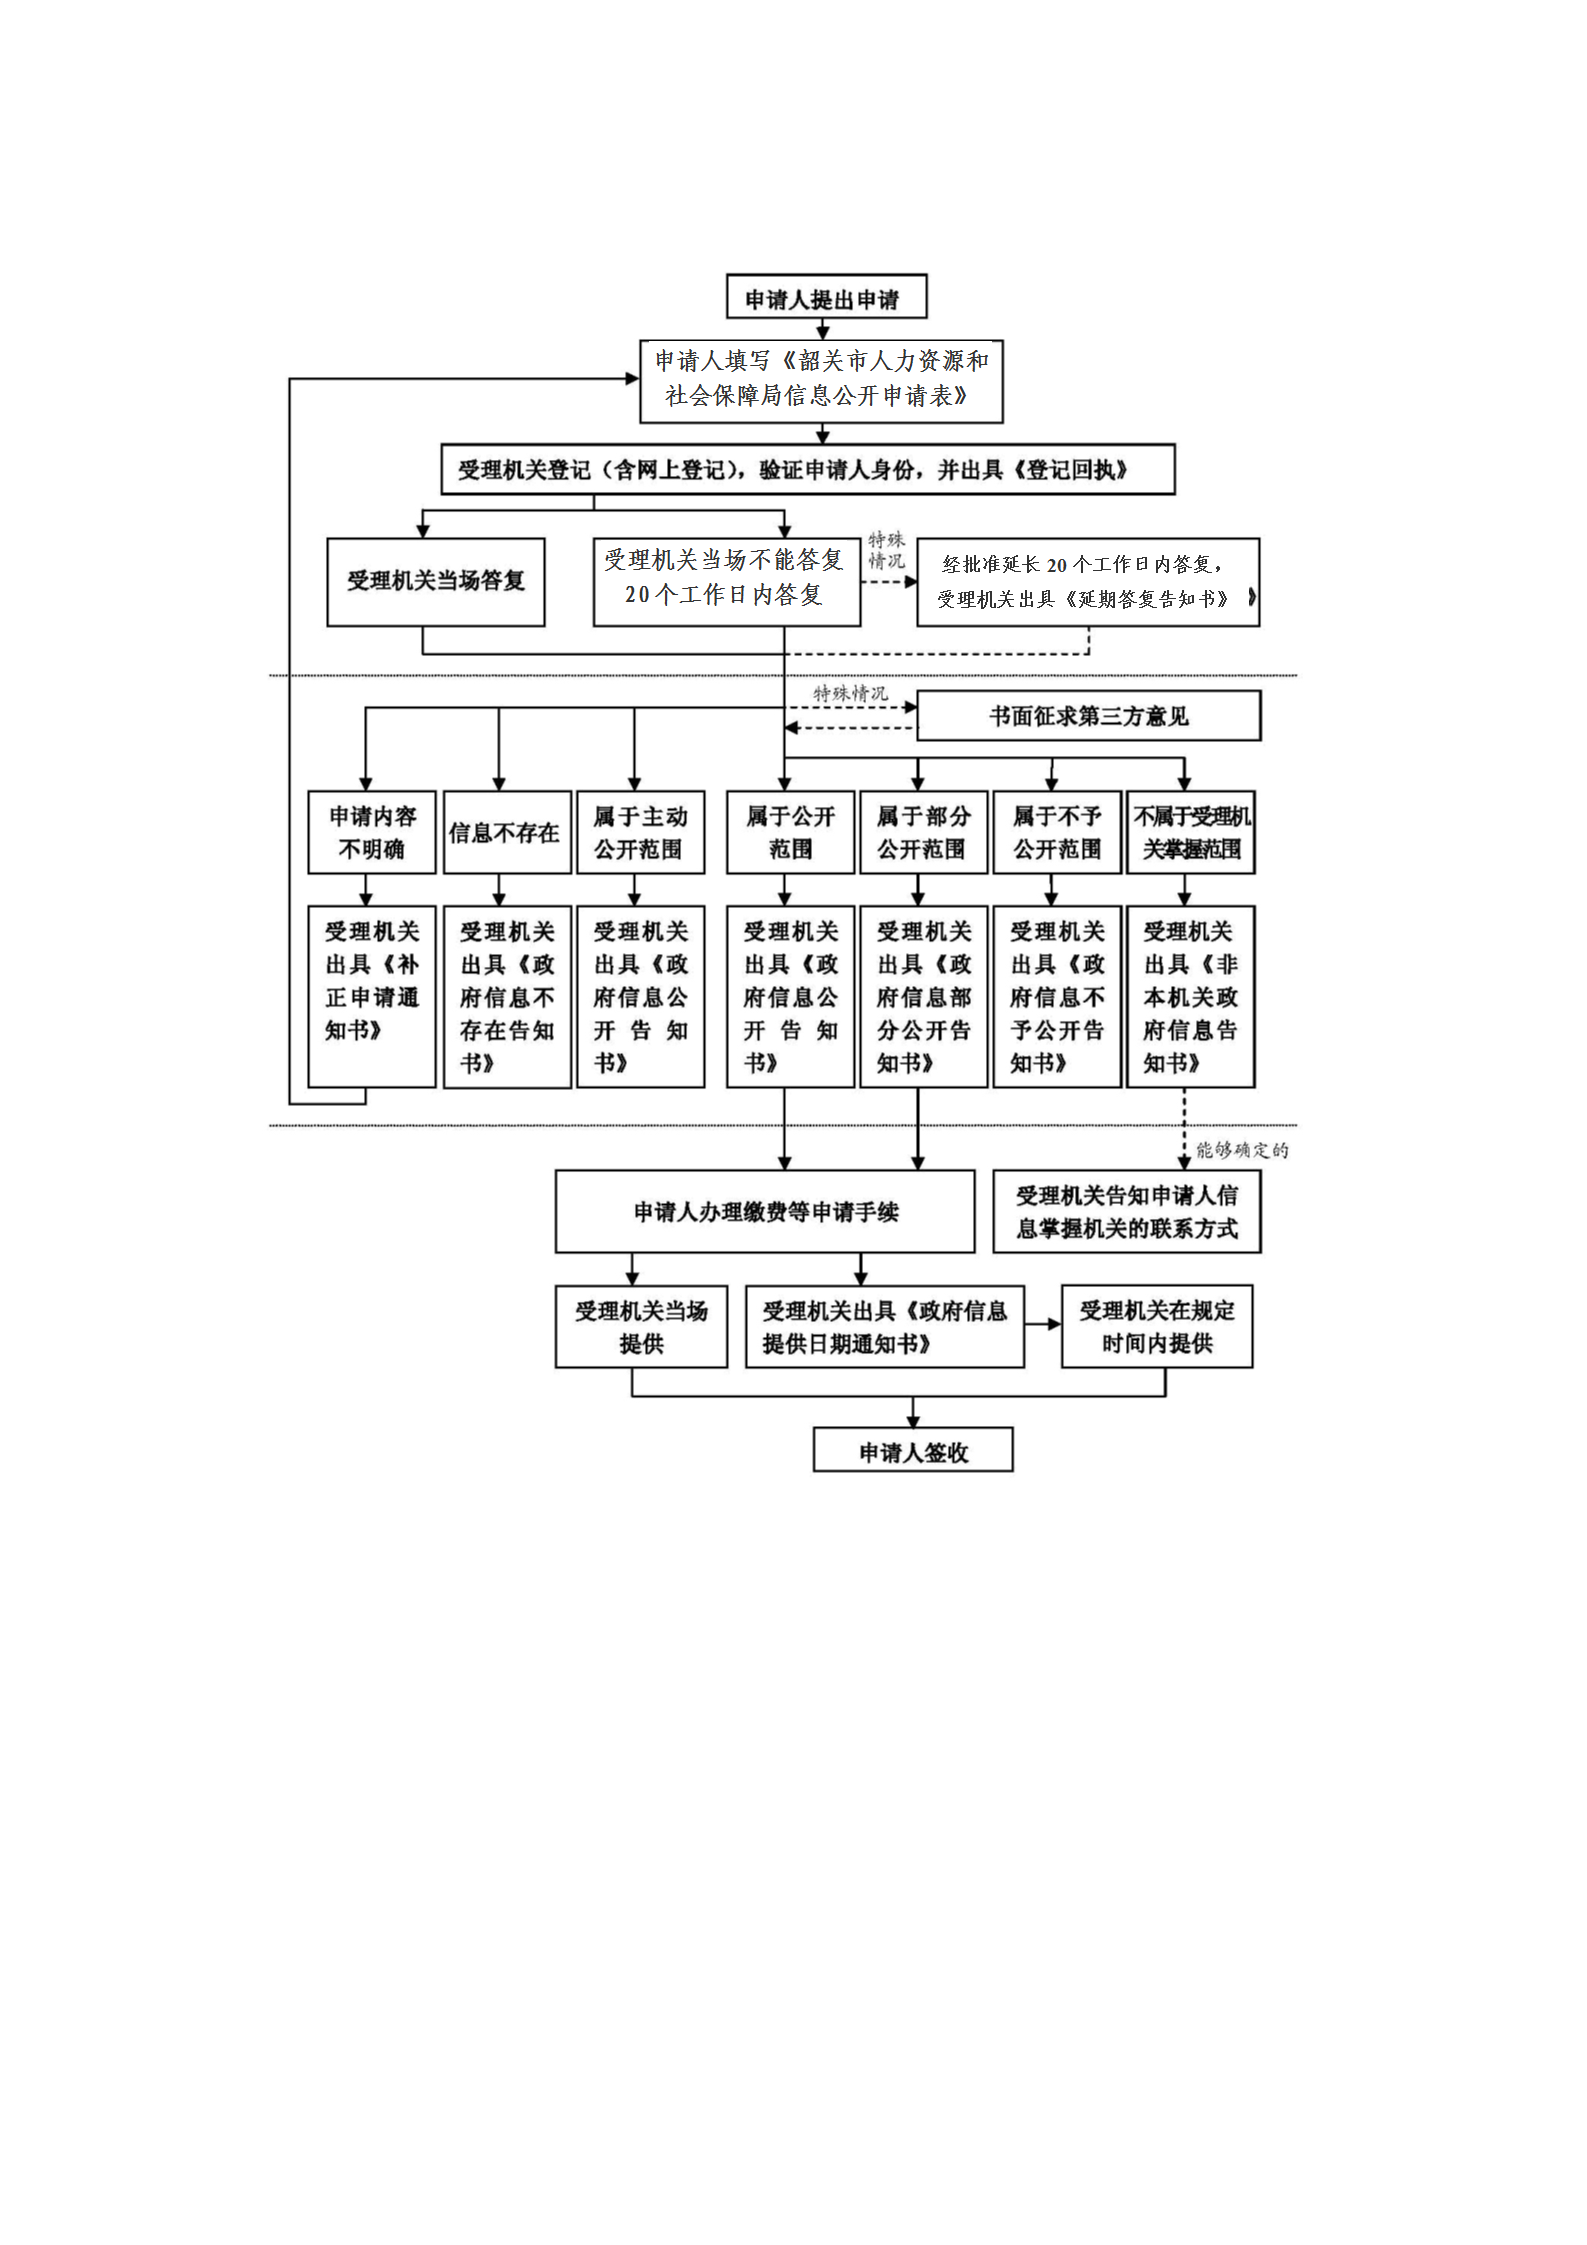 申请人提出申请
申请人填写《韶关市人力资源和
社会保障局信息公开申请表》
受理机关登记（含网上登记），验证申请人身份，并出具《登记回执》
受理机关当场答复
受理机关当场不能答复
20个工作日内答复
特殊
情况
经批准延长 20 个工作日内答复，
受理机关出具《延期答复告知书》 》
特殊情况
书面征求第三方意见
申请内容
不明确
信息不存在
属于主动
公开范围
属于公开
范围
属于部分
公开范围
属于不予
公开范围
不属于受理机
关掌握范围
受理机关
出具《补
正申请通
知书》
受理机关
出具《政
府信息不
存在告知
书》
受理机关
出具《政
府信息公
开告知
书》
受理机关
出具《政
府信息公
开告知
书》
受理机关
出具《政
府信息部
分公开告
知书》
受理机关
出具《政
府信息不
予公开告
知书》
受理机关
出具《非
本机关政
府信息告
知书》
能够确定的
申请人办理缴费等申请手续
受理机关告知申请人信
息掌握机关的联系方式
受理机关当场
提供
受理机关出具《政府信息
提供日期通知书》
受理机关在规定
时间内提供
申请人签收